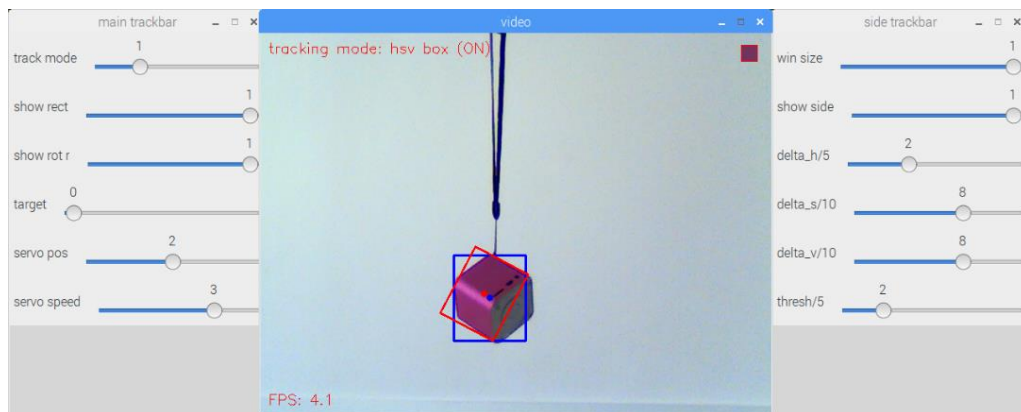 main trackbar
track mode 1
show rect 1
show rot r 1
target 0
servo pos 2
servo speed 3
video
tracking mode: hsv box (ON)
FPS: 4.1
side trackbar
win size 1
show side 1
delta_h/5 2
delta_s/10 8
delta_v/10 8
thresh/5 2